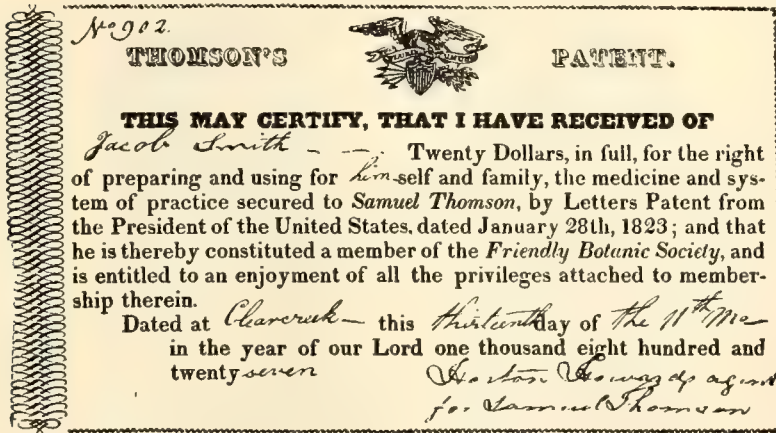 No 902.
THOMSON'S PATENT.
PLURI UNUM
THIS MAY CERTIFY, THAT I HAVE RECEIVED OF
Jacob Smith — —. Twenty Dollars, in full, for the right
of preparing and using for him-self and family, the medicine and sys-
tem of practice secured to Samuel Thomson, by Letters Patent from
the President of the United States, dated January 28th, 1823; and that
he is thereby constituted a member of the Friendly Botanic Society, and
is entitled to an enjoyment of all the privileges attached to member-
ship therein.
Dated at Clearcreek — this thirteenth day of the 11th Mo
in the year of our Lord one thousand eight hundred and
twenty seven Horton Howard agent
for Samuel Thomson